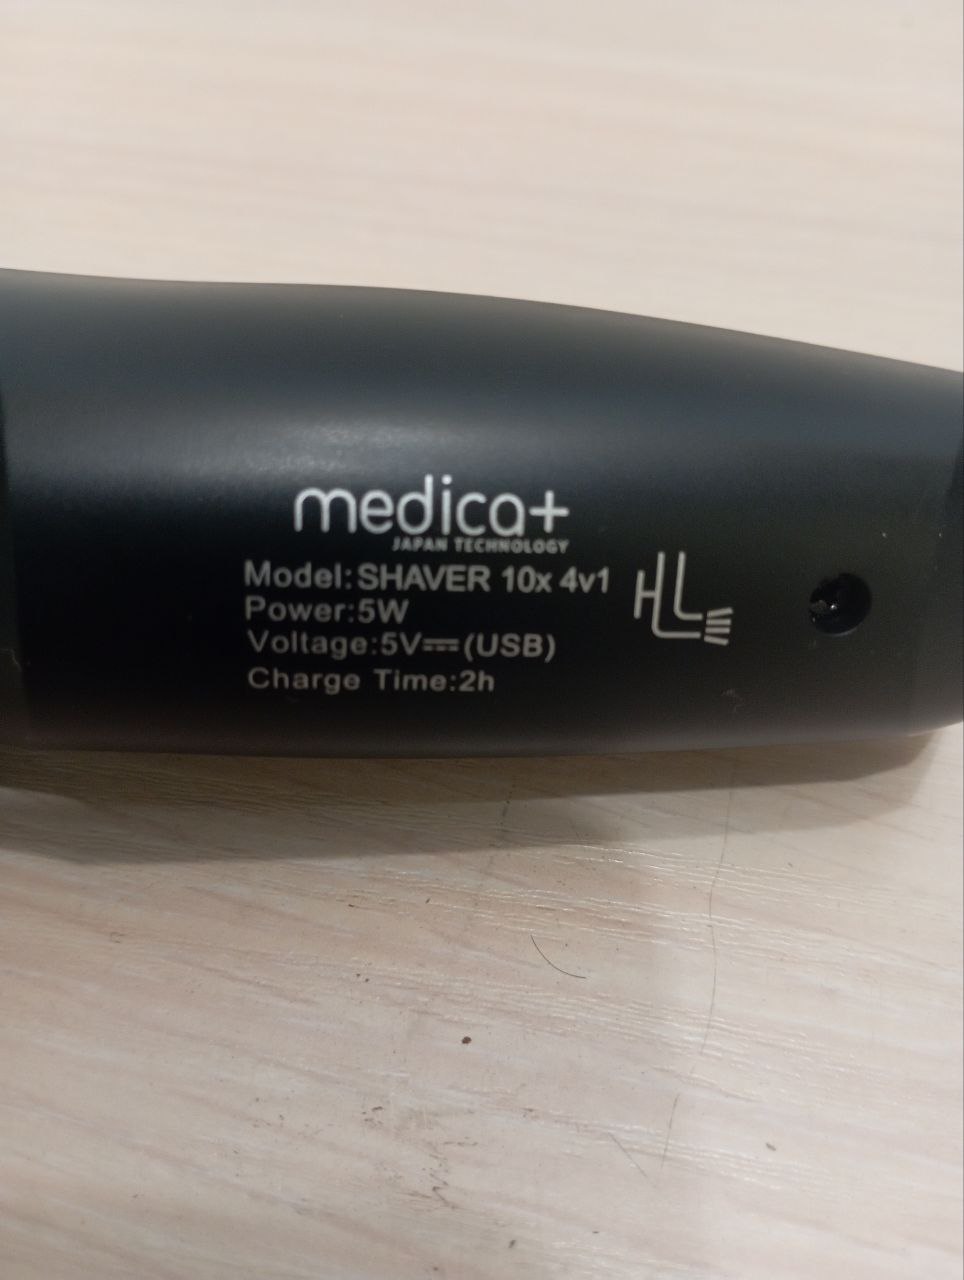 medica+
JAPAN TECHNOLOGY
Model:SHAVER 10x 4v1
Power:5W
Voltage:5V⎓(USB)
Charge Time:2h